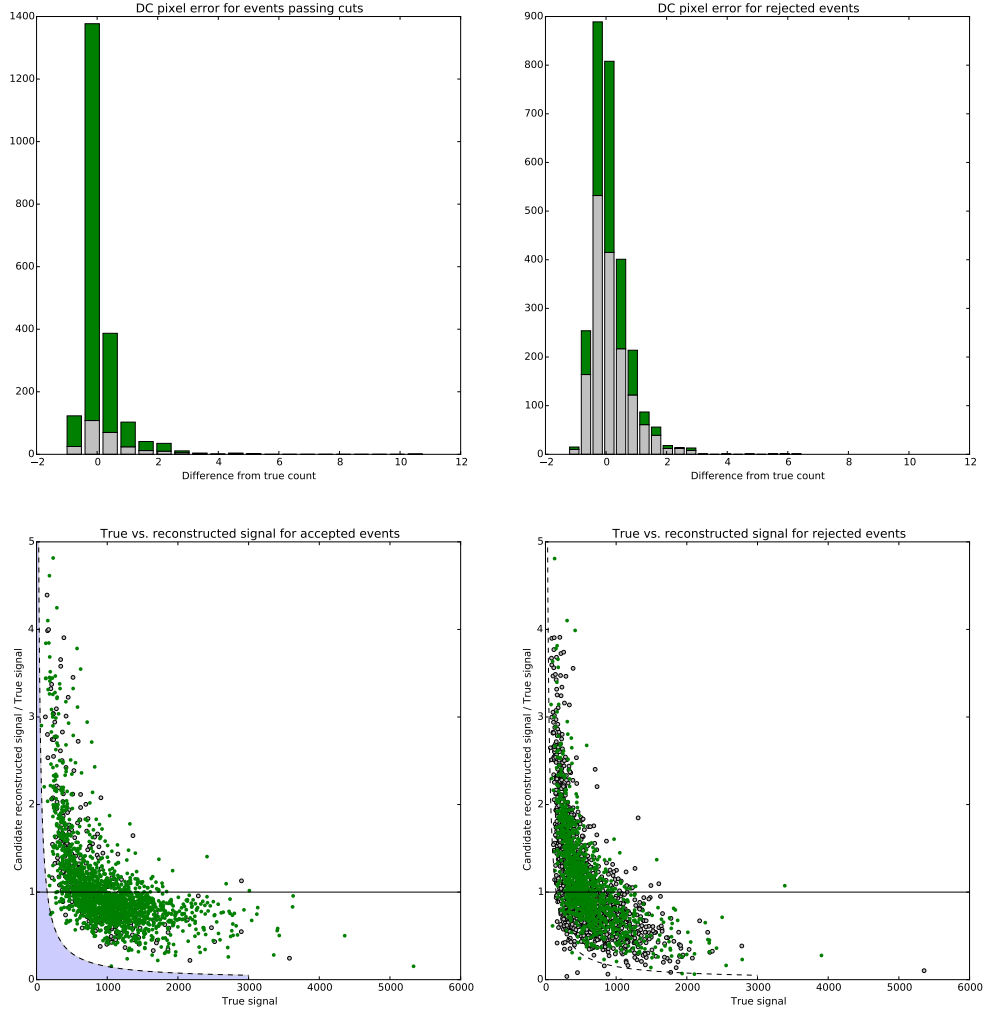 DC pixel error for events passing cuts
1400
1200
1000
800
600
400
200
0
−2 0 2 4 6 8 10 12
Difference from true count
DC pixel error for rejected events
900
800
700
600
500
400
300
200
100
0
−2 0 2 4 6 8 10 12
Difference from true count
True vs. reconstructed signal for accepted events
Candidate reconstructed signal / True signal
5
4
3
2
1
0
0 1000 2000 3000 4000 5000 6000
True signal
True vs. reconstructed signal for rejected events
Candidate reconstructed signal / True signal
5
4
3
2
1
0
0 1000 2000 3000 4000 5000 6000
True signal